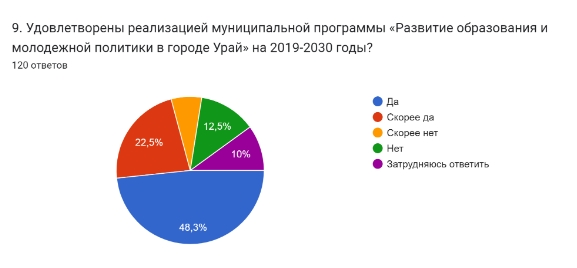 9. Удовлетворены реализацией муниципальной программы «Развитие образования и
молодежной политики в городе Урай» на 2019-2030 годы?
120 ответов
Да
Скорее да
Скорее нет
Нет
Затрудняюсь ответить
12,5%
22,5%
10%
48,3%